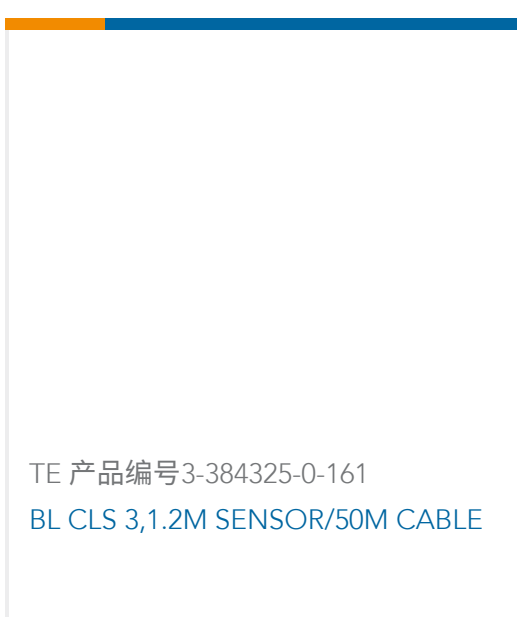 TE 产品编号3-384325-0-161
BL CLS 3,1.2M SENSOR/50M CABLE